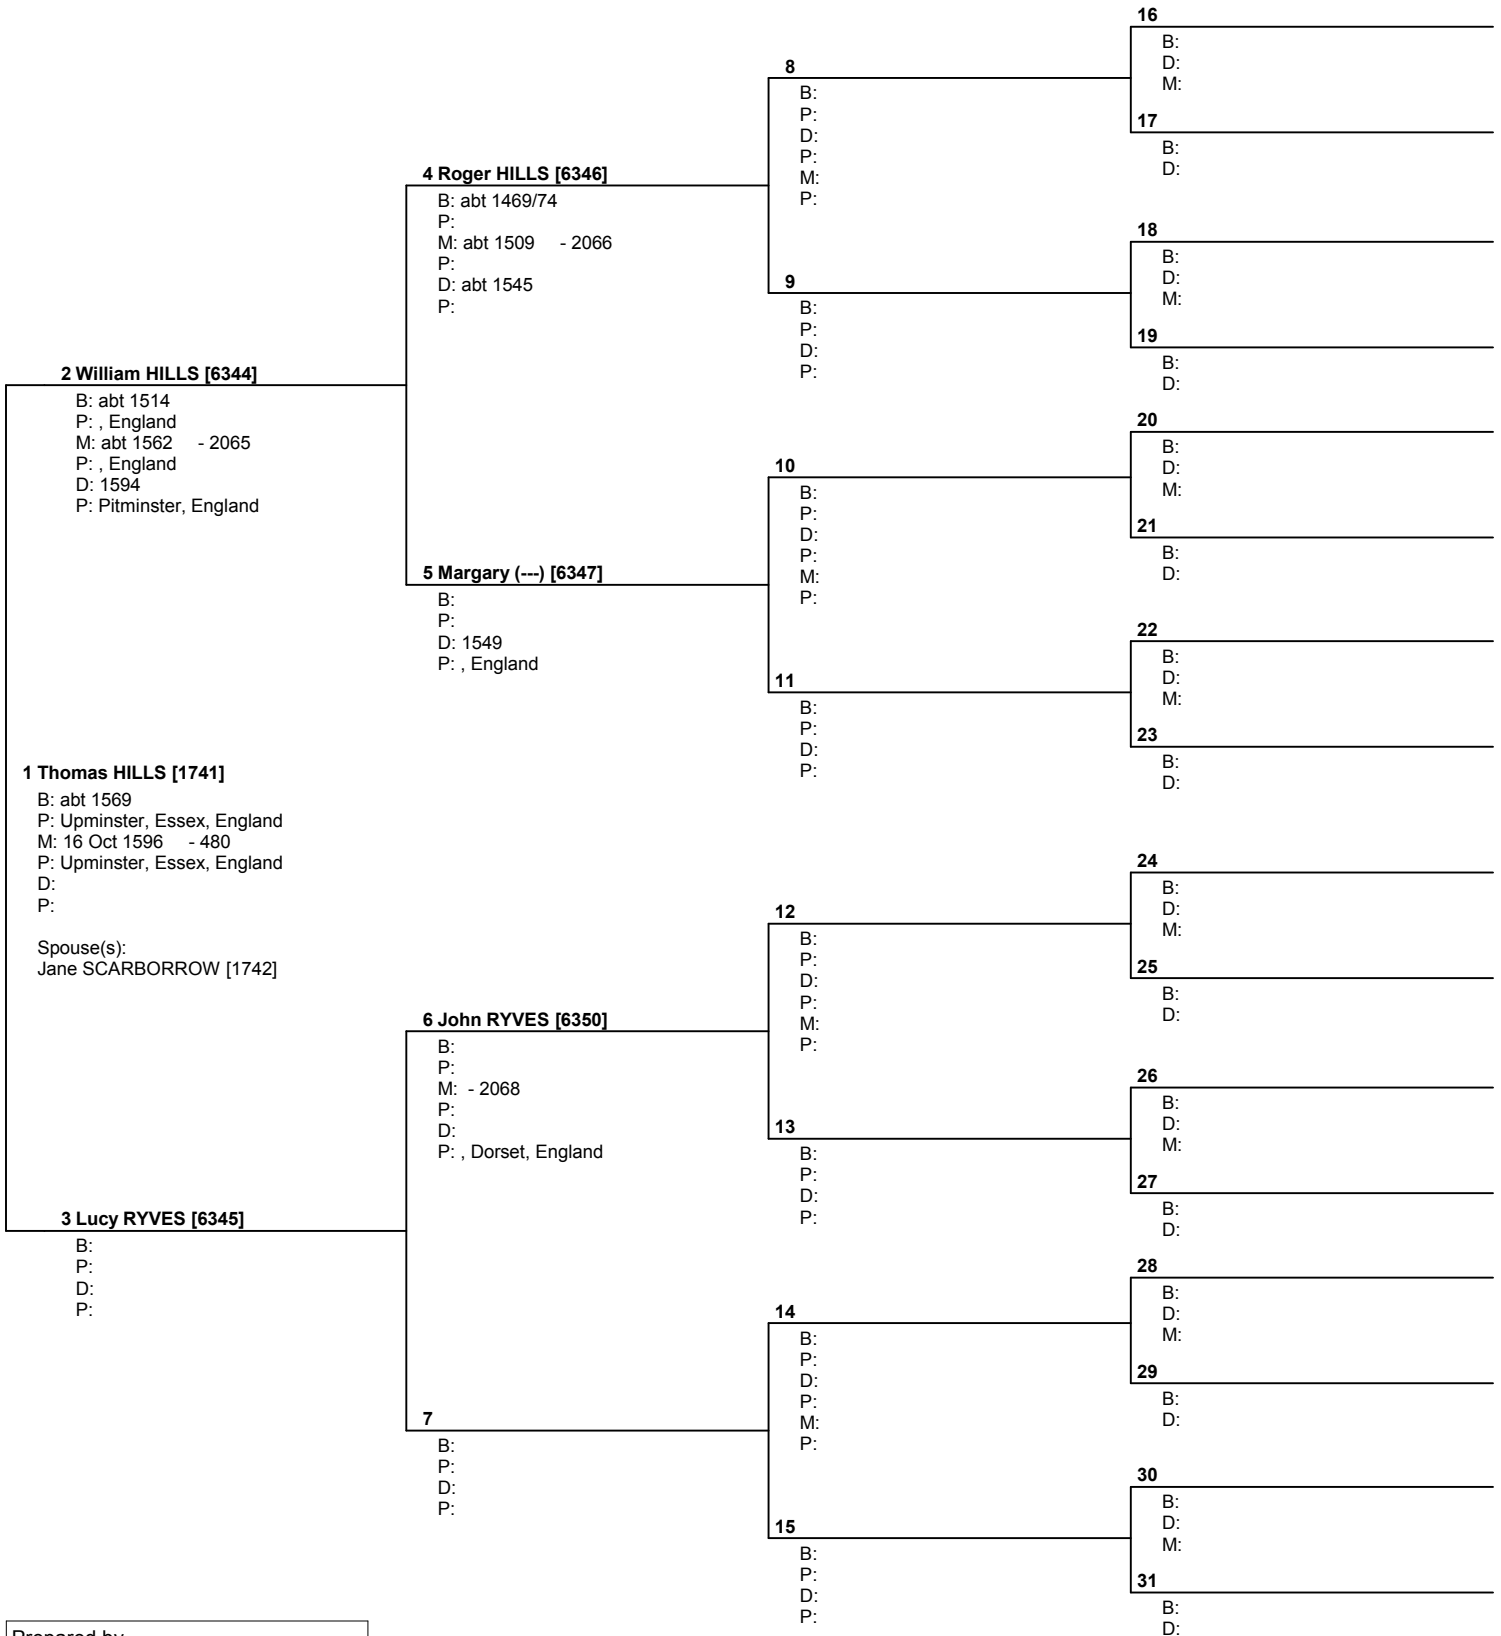 1 Thomas HILLS [1741]
B: abt 1569
P: Upminster, Essex, England
M: 16 Oct 1596 - 480
P: Upminster, Essex, England
D:
P:
Spouse(s):
Jane SCARBORROW [1742]
2 William HILLS [6344]
B: abt 1514
P: , England
M: abt 1562 - 2065
P: , England
D: 1594
P: Pitminster, England
3 Lucy RYVES [6345]
B:
P:
D:
P:
4 Roger HILLS [6346]
B: abt 1469/74
P:
M: abt 1509 - 2066
P:
D: abt 1545
P:
5 Margary (---) [6347]
B:
P:
D: 1549
P: , England
6 John RYVES [6350]
B:
P:
M: - 2068
P:
D:
P: , Dorset, England
7
B:
P:
D:
P:
8
B:
P:
D:
P:
M:
P:
9
B:
P:
D:
P:
10
B:
P:
D:
P:
M:
P:
11
B:
P:
D:
P:
12
B:
P:
D:
P:
M:
P:
13
B:
P:
D:
P:
14
B:
P:
D:
P:
M:
P:
15
B:
P:
D:
P:
16
B:
D:
M:
17
B:
D:
18
B:
D:
M:
19
B:
D:
20
B:
D:
M:
21
B:
D:
22
B:
D:
M:
23
B:
D:
24
B:
D:
M:
25
B:
D:
26
B:
D:
M:
27
B:
D:
28
B:
D:
M:
29
B:
D:
30
B:
D:
M:
31
B:
D:
Prepared by